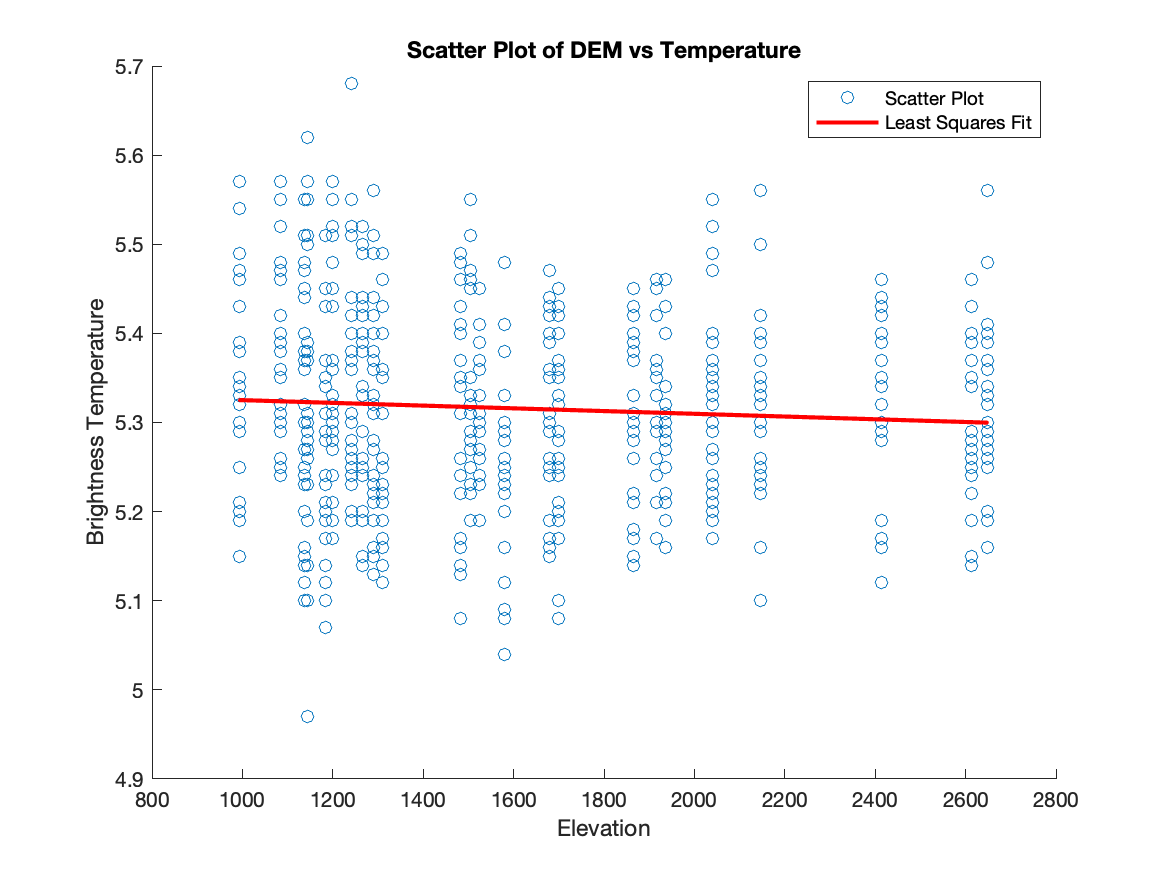 Scatter Plot of DEM vs Temperature
Scatter Plot
Least Squares Fit
Brightness Temperature
5.7
5.6
5.5
5.4
5.3
5.2
5.1
5
4.9
800 1000 1200 1400 1600 1800 2000 2200 2400 2600 2800
Elevation